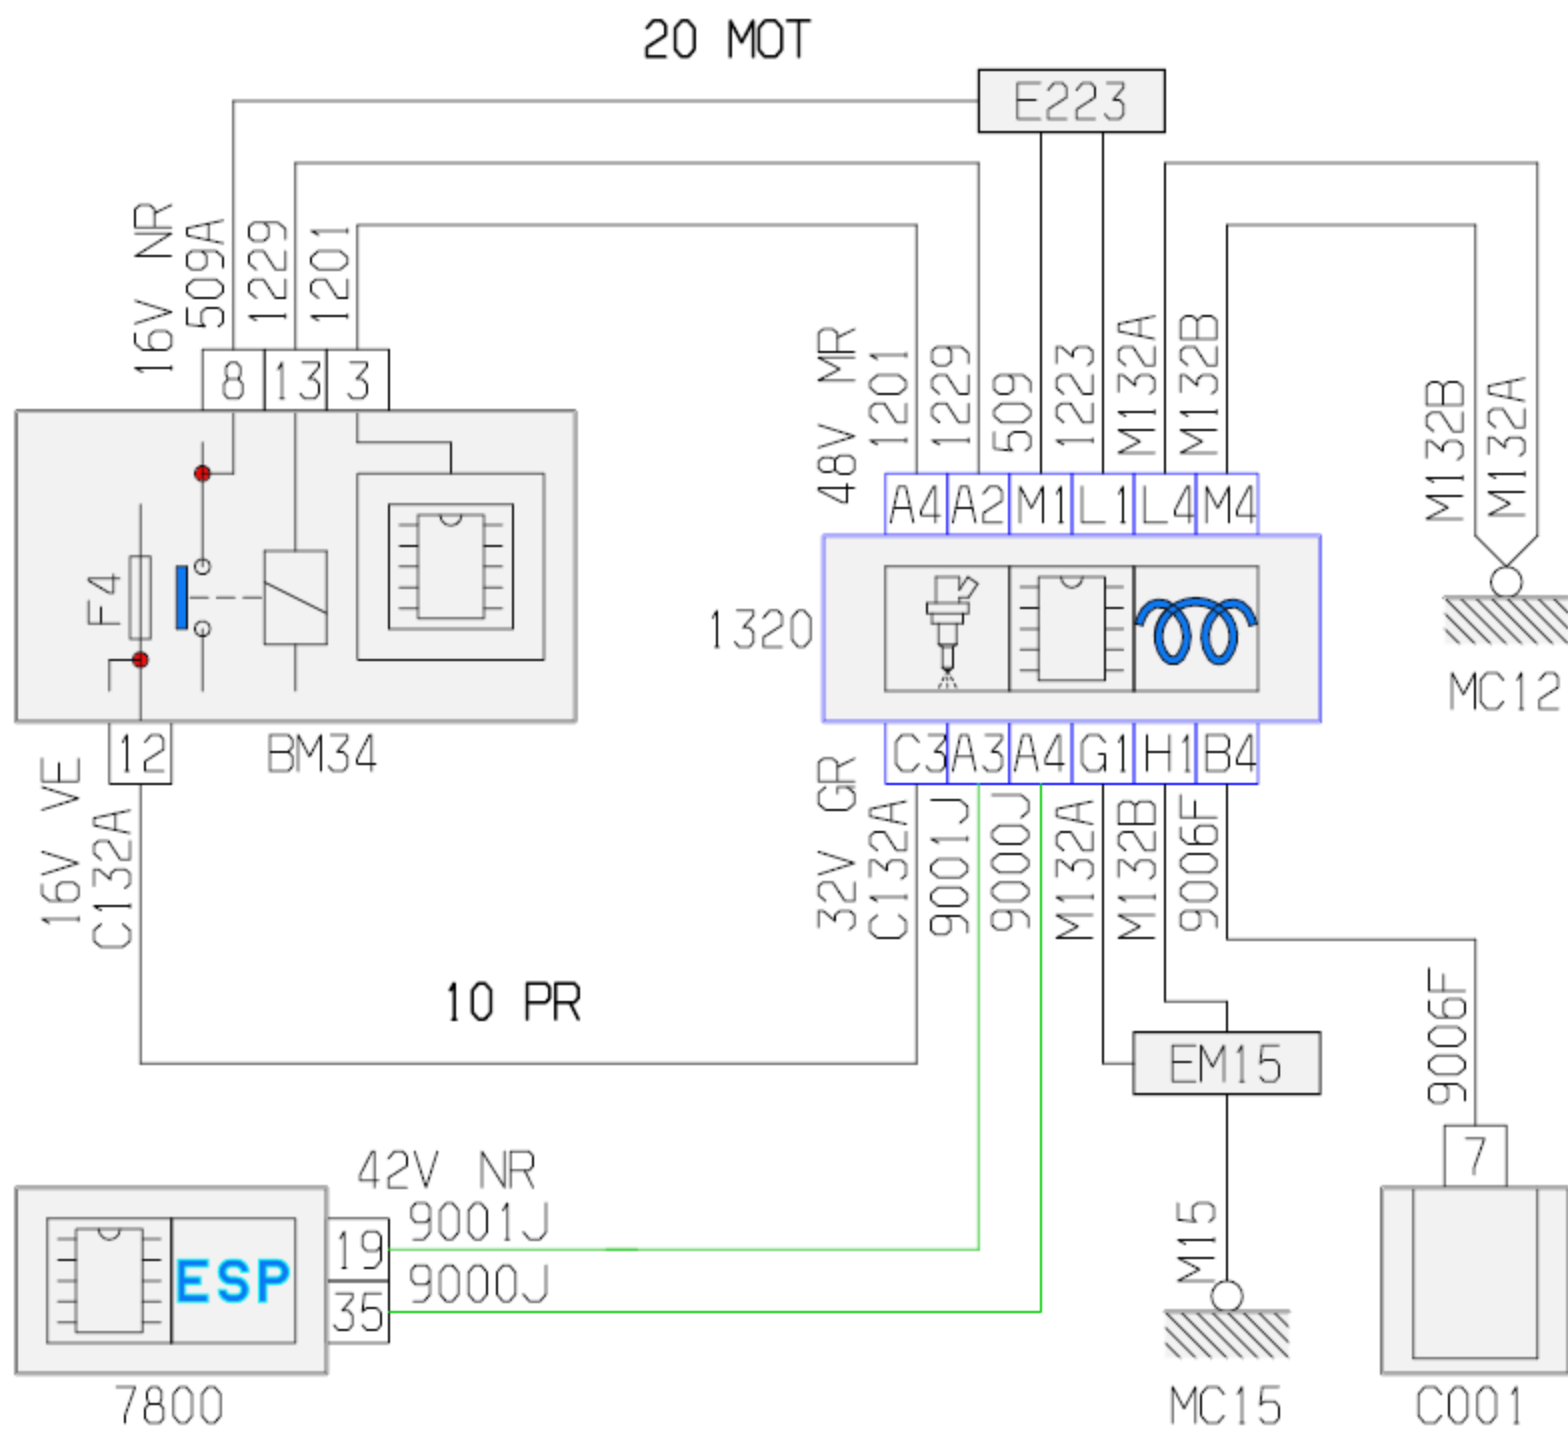 20 MOT
E223
16V NR
509A
1229
1201
8 13 3
48V MR
1201
1229
509
1223
M132A
M132B
M132B
M132A
A4 A2 M1 L1 L4 M4
F4
1320
MC12
12
BM34
C3 A3 A4 G1 H1 B4
16V VE
C132A
32V GR
C132A
9001J
9000J
M132A
M132B
9006F
9006F
10 PR
EM15
42V NR
9001J
19
9000J
35
ESP
7
M15
7800
MC15
C001